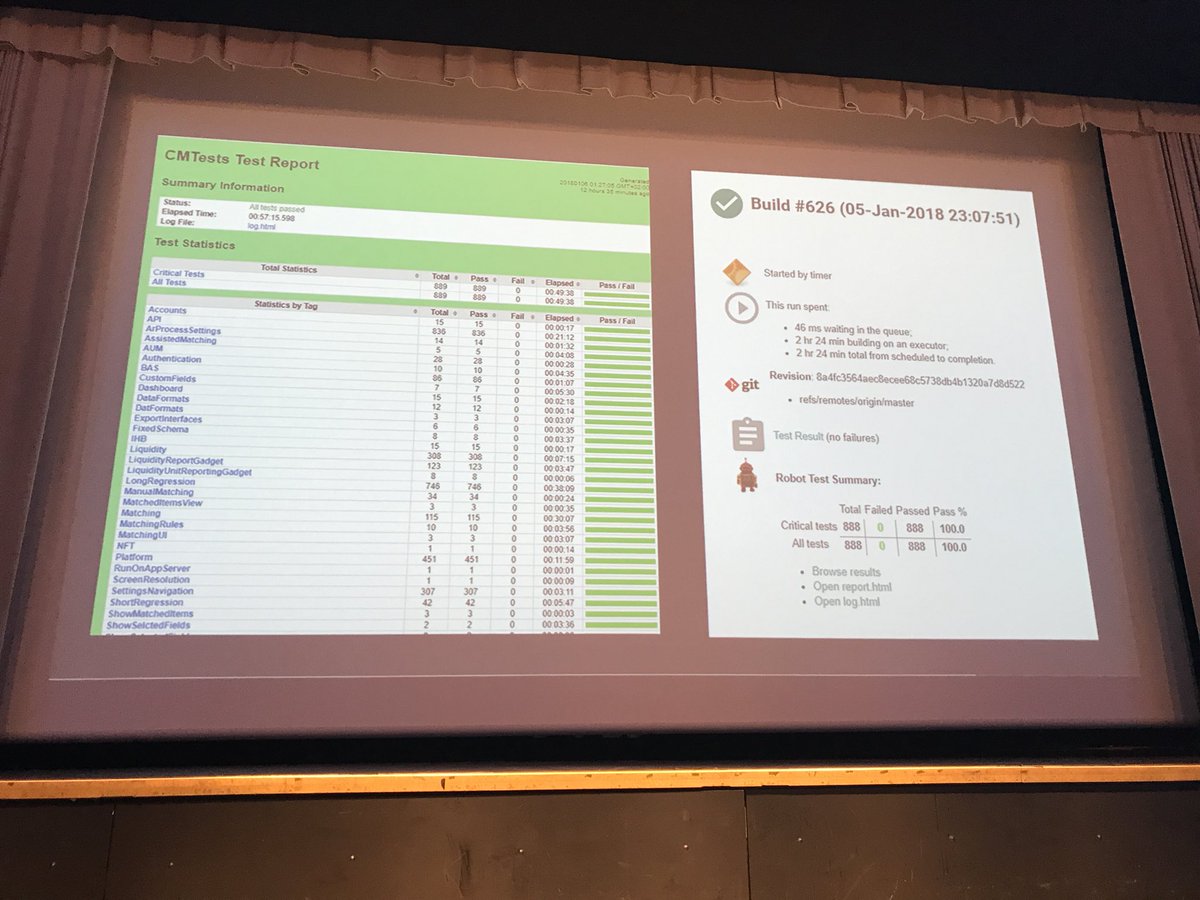 CMTests Test Report
Generated
20180106 01:27:05 GMT+02:00
12 hours 35 minutes ago
Summary Information
Status: All tests passed
Elapsed Time: 00:57:15.598
Log File: log.html
Test Statistics
Total Statistics Total Pass Fail Elapsed Pass / Fail
Critical Tests 889 889 0 00:49:38
All Tests 889 889 0 00:49:38
Statistics by Tag Total Pass Fail Elapsed Pass / Fail
Accounts 15 15 0 00:00:17
API 836 836 0 00:21:12
ArProcessSettings 14 14 0 00:01:32
AssistedMatching 5 5 0 00:04:08
AUM 28 28 0 00:00:28
Authentication 10 10 0 00:04:35
BAS 86 86 0 00:01:07
CustomFields 7 7 0 00:05:30
Dashboard 15 15 0 00:02:18
DataFormats 12 12 0 00:00:14
DatFormats 3 3 0 00:03:07
ExportInterfaces 6 6 0 00:00:35
FixedSchema 8 8 0 00:03:37
IHB 15 15 0 00:00:17
Liquidity 308 308 0 00:07:15
LiquidityReportGadget 123 123 0 00:03:47
LiquidityUnitReportingGadget 8 8 0 00:00:06
LongRegression 746 746 0 00:38:09
ManualMatching 34 34 0 00:00:24
MatchedItemsView 3 3 0 00:00:35
Matching 115 115 0 00:30:07
MatchingRules 10 10 0 00:03:56
MatchingUI 3 3 0 00:03:07
NFT 1 1 0 00:00:14
Platform 451 451 0 00:11:59
RunOnAppServer 1 1 0 00:00:01
ScreenResolution 1 1 0 00:00:09
SettingsNavigation 307 307 0 00:03:11
ShortRegression 42 42 0 00:05:47
ShowMatchedItems 3 3 0 00:00:03
ShowSelctedFields 2 2 0 00:03:36
Build #626 (05-Jan-2018 23:07:51)
Started by timer
This run spent:
• 46 ms waiting in the queue;
• 2 hr 24 min building on an executor;
• 2 hr 24 min total from scheduled to completion.
git Revision: 8a4fc3564aec8ecee68c5738db4b1320a7d8d522
• refs/remotes/origin/master
Test Result (no failures)
Robot Test Summary:
Total Failed Passed Pass %
Critical tests 888 0 888 100.0
All tests 888 0 888 100.0
• Browse results
• Open report.html
• Open log.html